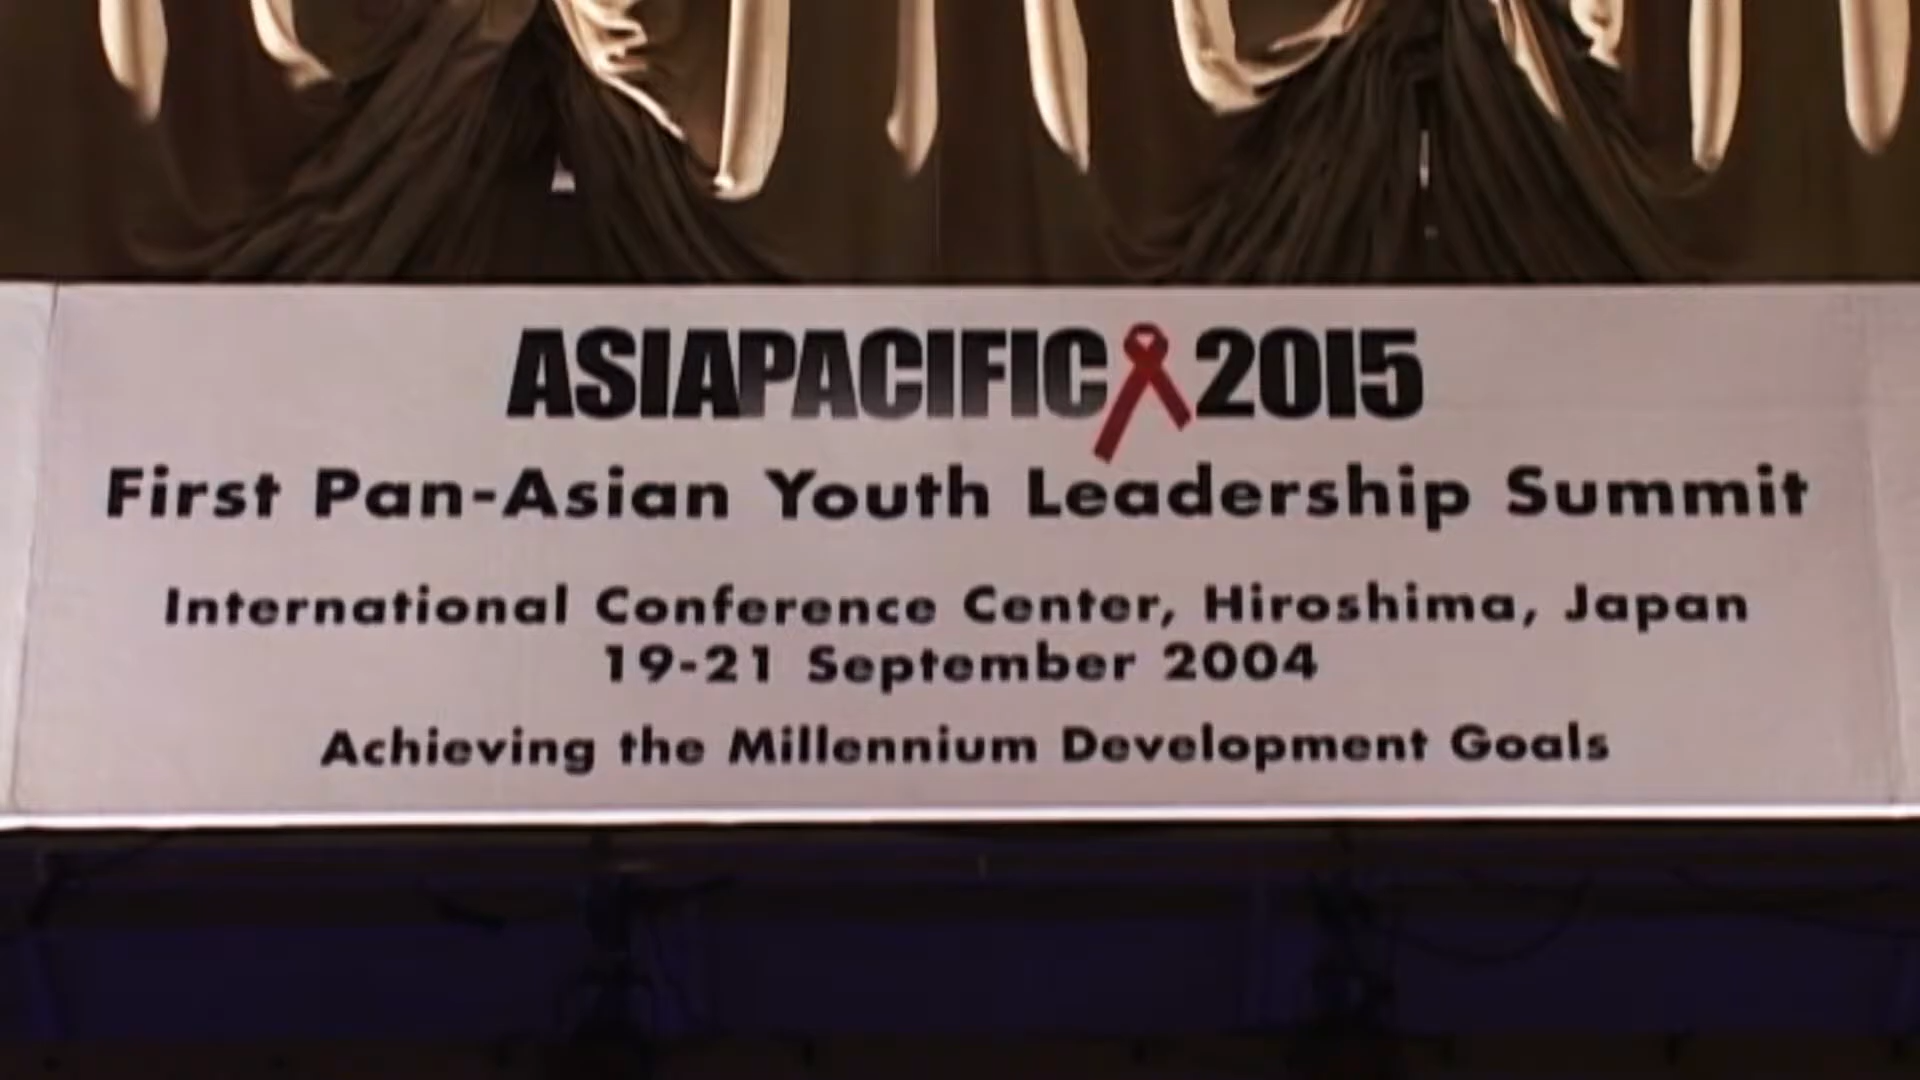 ASIAPACIFIC 2015
First Pan-Asian Youth Leadership Summit
International Conference Center, Hiroshima, Japan
19-21 September 2004
Achieving the Millennium Development Goals